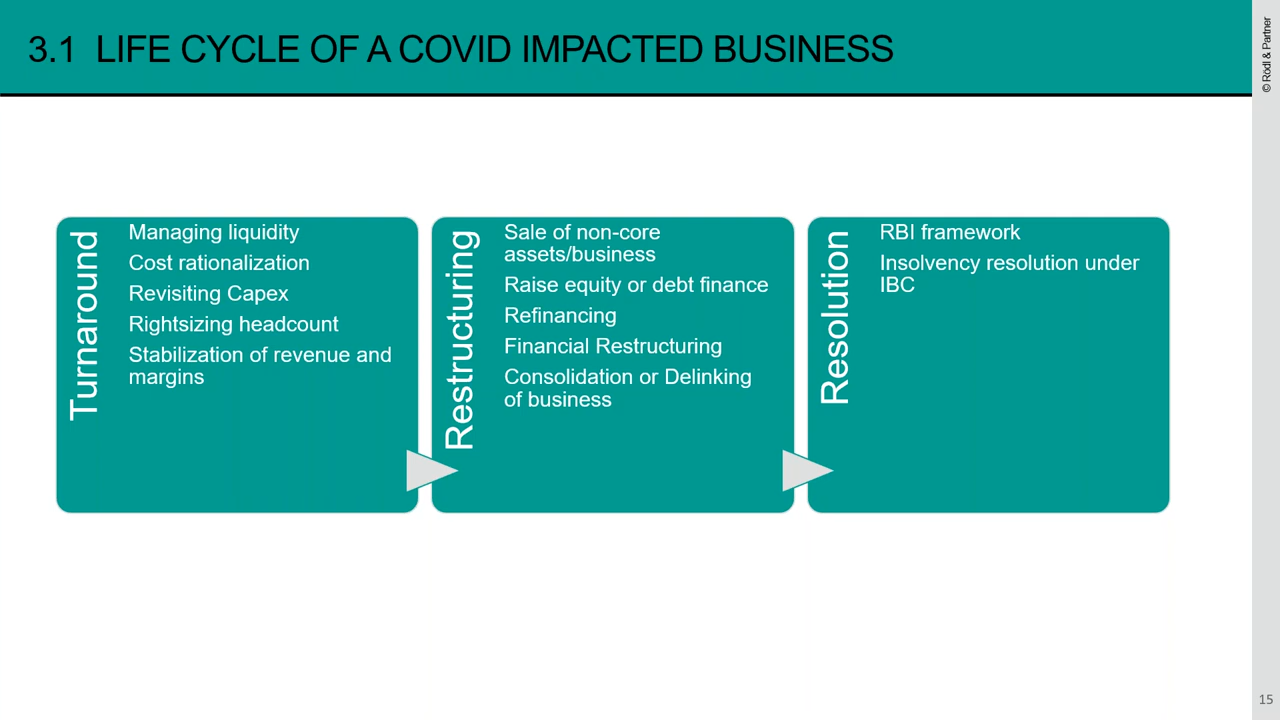 3.1 LIFE CYCLE OF A COVID IMPACTED BUSINESS
© Rödl & Partner
Turnaround
Managing liquidity
Cost rationalization
Revisiting Capex
Rightsizing headcount
Stabilization of revenue and
margins
Restructuring
Sale of non-core
assets/business
Raise equity or debt finance
Refinancing
Financial Restructuring
Consolidation or Delinking
of business
Resolution
RBI framework
Insolvency resolution under
IBC
15